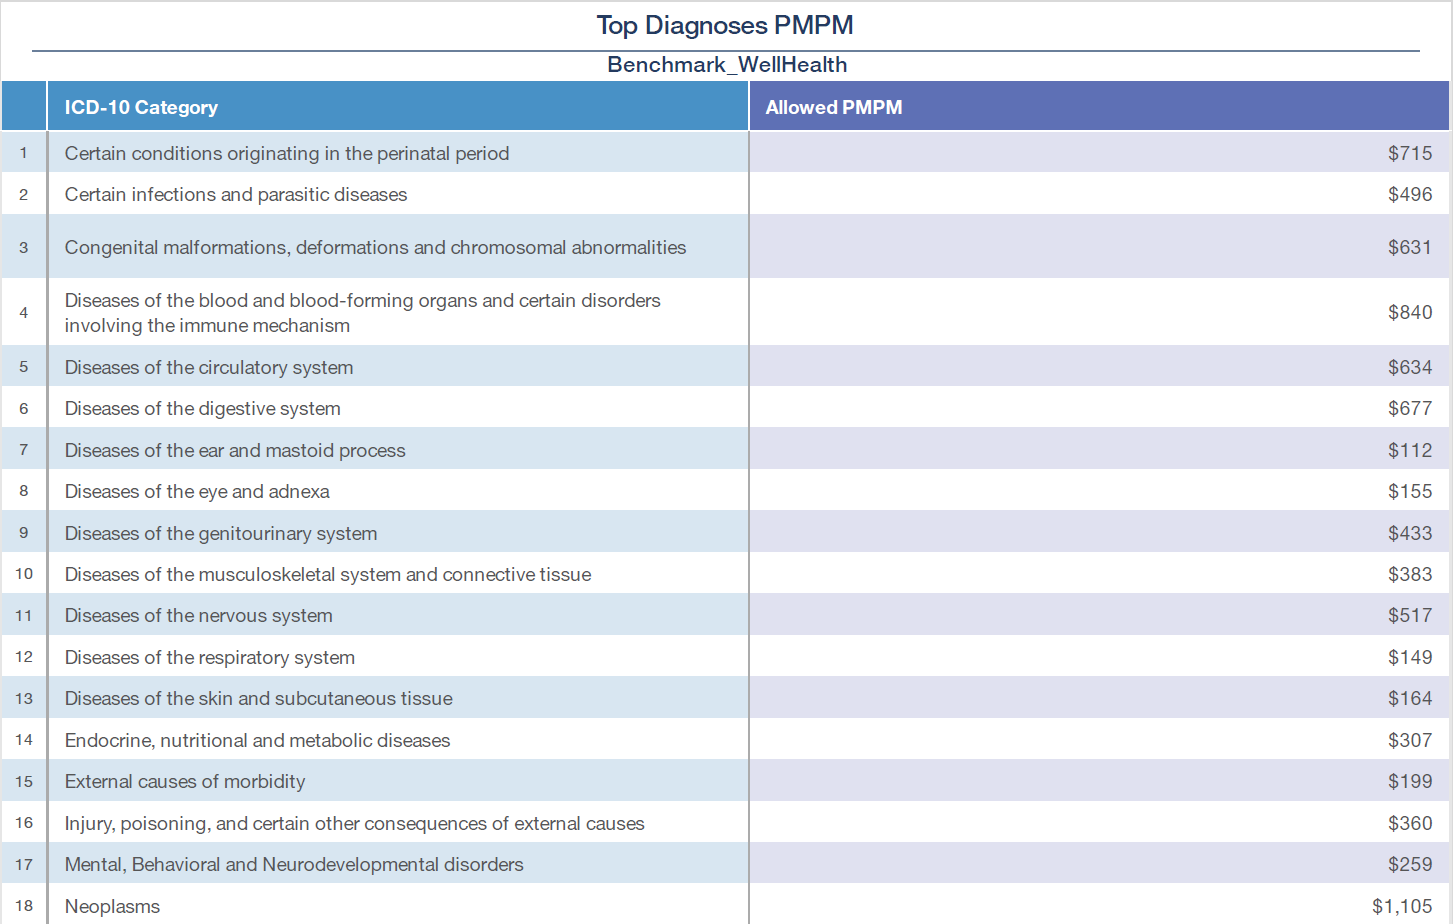 Top Diagnoses PMPM
Benchmark_WellHealth
ICD-10 Category Allowed PMPM
1 Certain conditions originating in the perinatal period $715
2 Certain infections and parasitic diseases $496
3 Congenital malformations, deformations and chromosomal abnormalities $631
4 Diseases of the blood and blood-forming organs and certain disorders
involving the immune mechanism $840
5 Diseases of the circulatory system $634
6 Diseases of the digestive system $677
7 Diseases of the ear and mastoid process $112
8 Diseases of the eye and adnexa $155
9 Diseases of the genitourinary system $433
10 Diseases of the musculoskeletal system and connective tissue $383
11 Diseases of the nervous system $517
12 Diseases of the respiratory system $149
13 Diseases of the skin and subcutaneous tissue $164
14 Endocrine, nutritional and metabolic diseases $307
15 External causes of morbidity $199
16 Injury, poisoning, and certain other consequences of external causes $360
17 Mental, Behavioral and Neurodevelopmental disorders $259
18 Neoplasms $1,105